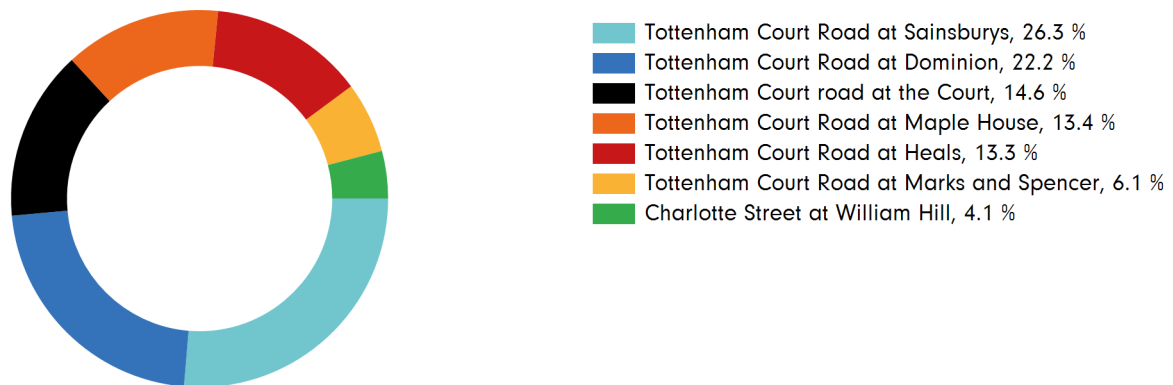 Tottenham Court Road at Sainsburys, 26.3 %
Tottenham Court Road at Dominion, 22.2 %
Tottenham Court road at the Court, 14.6 %
Tottenham Court Road at Maple House, 13.4 %
Tottenham Court Road at Heals, 13.3 %
Tottenham Court Road at Marks and Spencer, 6.1 %
Charlotte Street at William Hill, 4.1 %